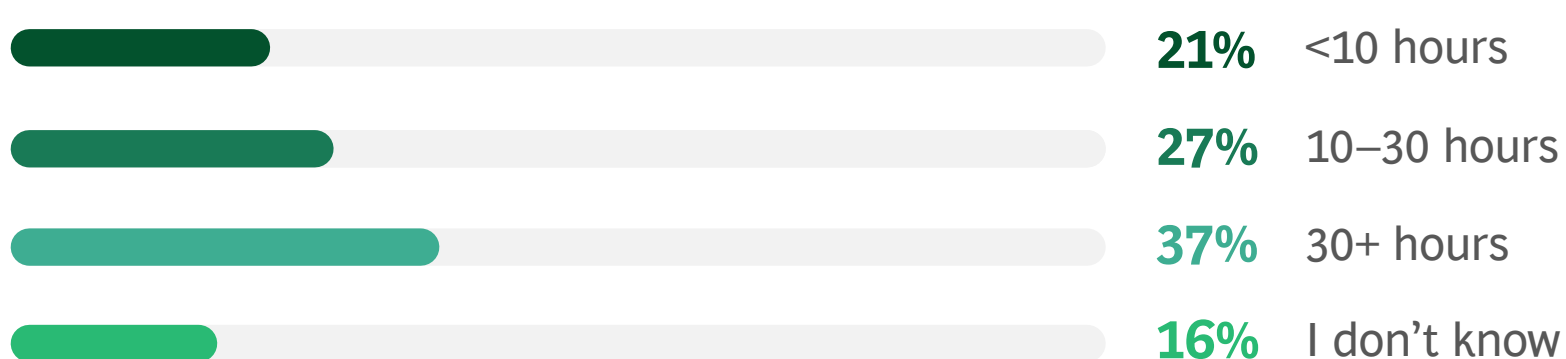 21% <10 hours
27% 10–30 hours
37% 30+ hours
16% I don’t know